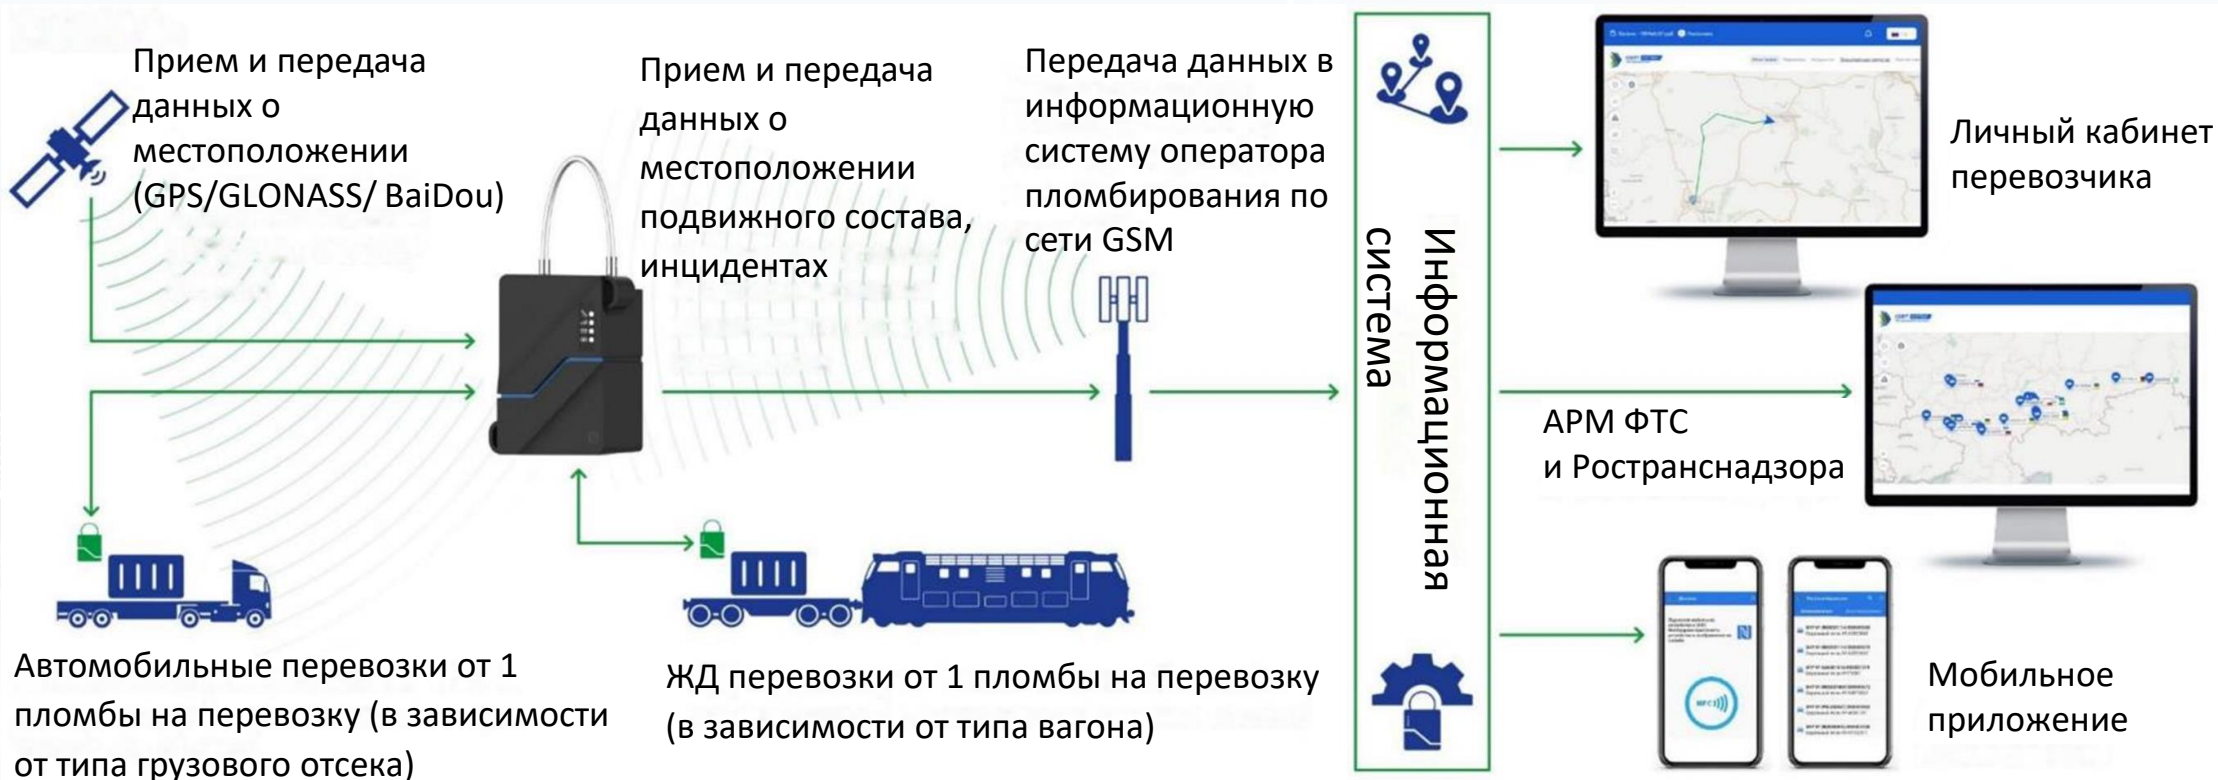 Прием и передача
данных о
местоположении
(GPS/GLONASS/ BaiDou)
Прием и передача
данных о
местоположении
подвижного состава,
инцидентах
Передача данных в
информационную
систему оператора
пломбирования по
сети GSM
Информационная
система
Личный кабинет
перевозчика
АРМ ФТС
и Ространснадзора
Мобильное
приложение
Автомобильные перевозки от 1
пломбы на перевозку (в зависимости
от типа грузового отсека)
ЖД перевозки от 1 пломбы на перевозку
(в зависимости от типа вагона)